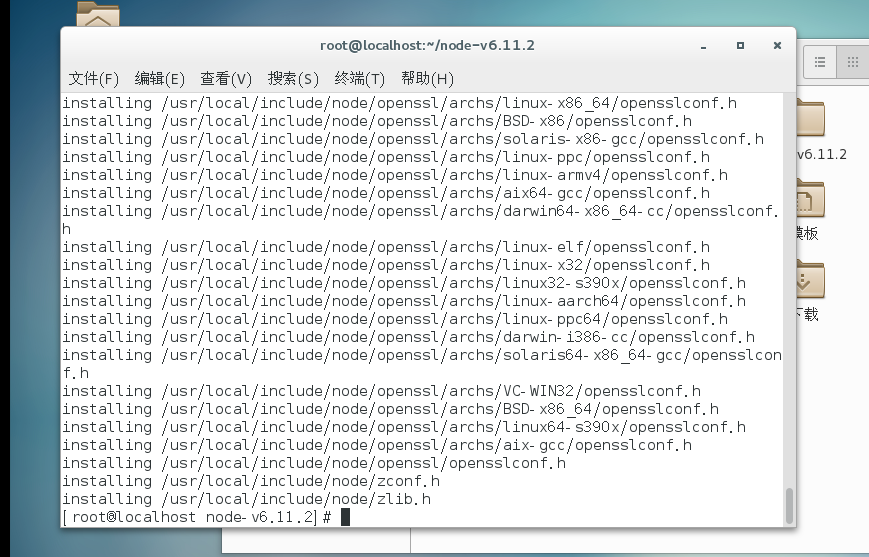 root@localhost:~/node-v6.11.2
文件(F) 编辑(E) 查看(V) 搜索(S) 终端(T) 帮助(H)
installing /usr/local/include/node/openssl/archs/linux-x86_64/opensslconf.h
installing /usr/local/include/node/openssl/archs/BSD-x86/opensslconf.h
installing /usr/local/include/node/openssl/archs/solaris-x86-gcc/opensslconf.h
installing /usr/local/include/node/openssl/archs/linux-ppc/opensslconf.h
installing /usr/local/include/node/openssl/archs/linux-armv4/opensslconf.h
installing /usr/local/include/node/openssl/archs/aix64-gcc/opensslconf.h
installing /usr/local/include/node/openssl/archs/darwin64-x86_64-cc/opensslconf.
h
installing /usr/local/include/node/openssl/archs/linux-elf/opensslconf.h
installing /usr/local/include/node/openssl/archs/linux-x32/opensslconf.h
installing /usr/local/include/node/openssl/archs/linux32-s390x/opensslconf.h
installing /usr/local/include/node/openssl/archs/linux-aarch64/opensslconf.h
installing /usr/local/include/node/openssl/archs/linux-ppc64/opensslconf.h
installing /usr/local/include/node/openssl/archs/darwin-i386-cc/opensslconf.h
installing /usr/local/include/node/openssl/archs/solaris64-x86_64-gcc/opensslcon
f.h
installing /usr/local/include/node/openssl/archs/VC-WIN32/opensslconf.h
installing /usr/local/include/node/openssl/archs/BSD-x86_64/opensslconf.h
installing /usr/local/include/node/openssl/archs/linux64-s390x/opensslconf.h
installing /usr/local/include/node/openssl/archs/aix-gcc/opensslconf.h
installing /usr/local/include/node/openssl/opensslconf.h
installing /usr/local/include/node/zconf.h
installing /usr/local/include/node/zlib.h
[root@localhost node-v6.11.2]#
v6.11.2
模板
下载